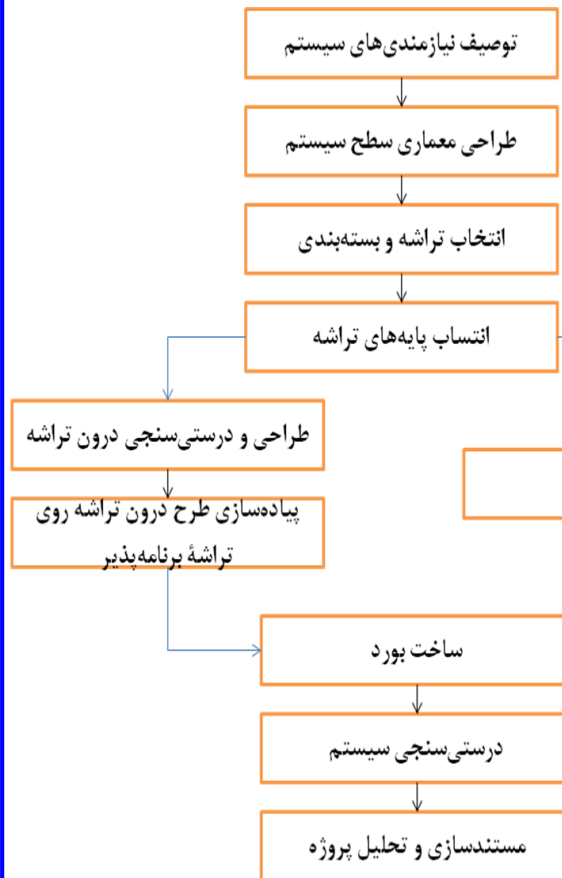 توصیف نیازمندی‌های سیستم
طراحی معماری سطح سیستم
انتخاب تراشه و بسته‌بندی
انتساب پایه‌های تراشه
طراحی و درستی‌سنجی درون تراشه
پیاده‌سازی طرح درون تراشه روی
تراشهٔ برنامه‌پذیر
ساخت بورد
درستی‌سنجی سیستم
مستندسازی و تحلیل پروژه